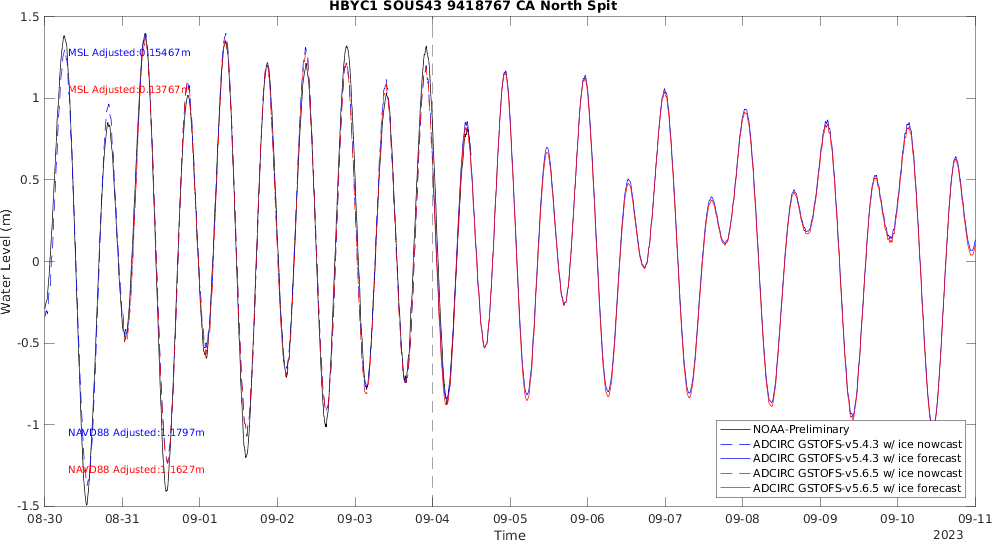 HBYC1 SOUS43 9418767 CA North Spit
1.5
MSL Adjusted:0.15467m
MSL Adjusted:0.13767m
1
0.5
Water Level (m)
0
-0.5
-1
NAVD88 Adjusted:1.1797m
NAVD88 Adjusted:1.1627m
-1.5
NOAA-Preliminary
ADCIRC GSTOFS-v5.4.3 w/ ice nowcast
ADCIRC GSTOFS-v5.4.3 w/ ice forecast
ADCIRC GSTOFS-v5.6.5 w/ ice nowcast
ADCIRC GSTOFS-v5.6.5 w/ ice forecast
08-30 08-31 09-01 09-02 09-03 09-04 09-05 09-06 09-07 09-08 09-09 09-10 09-11
Time
2023